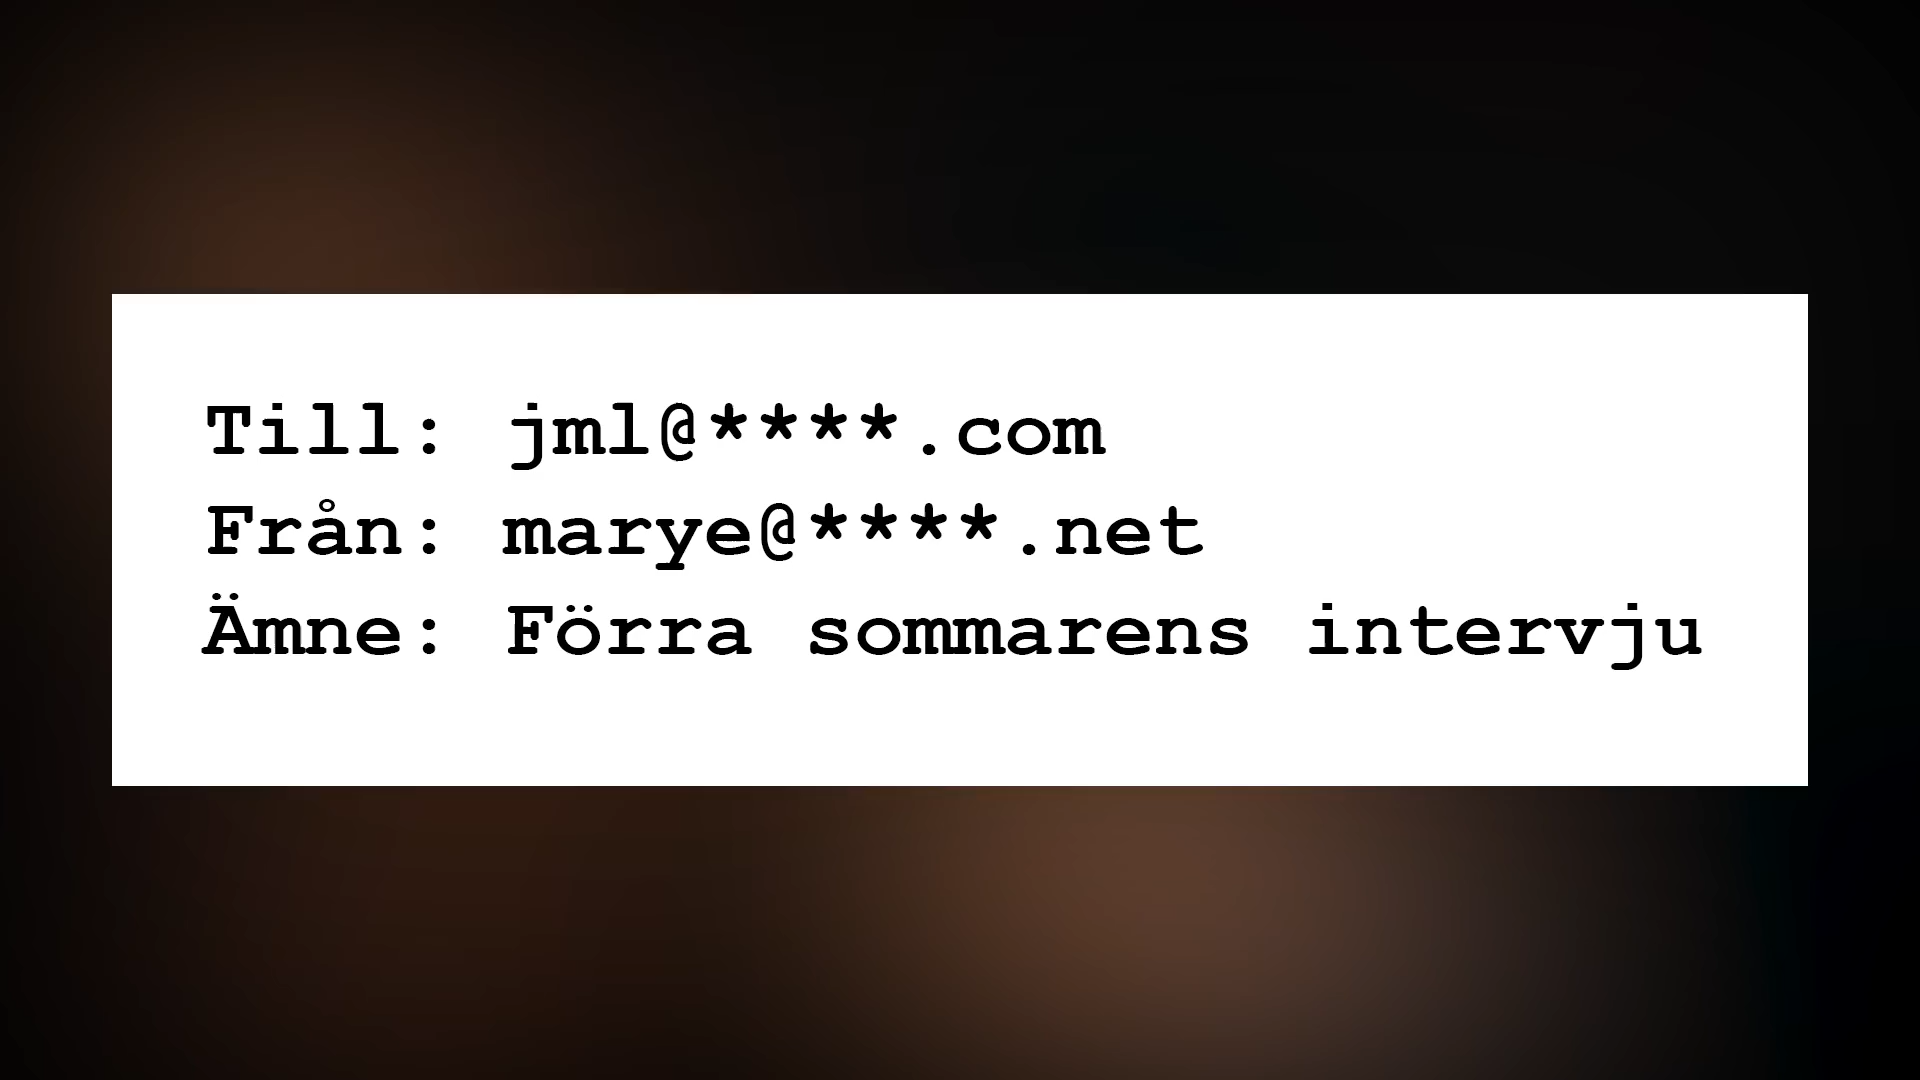 Till: jml@****.com
Från: marye@****.net
Ämne: Förra sommarens intervju